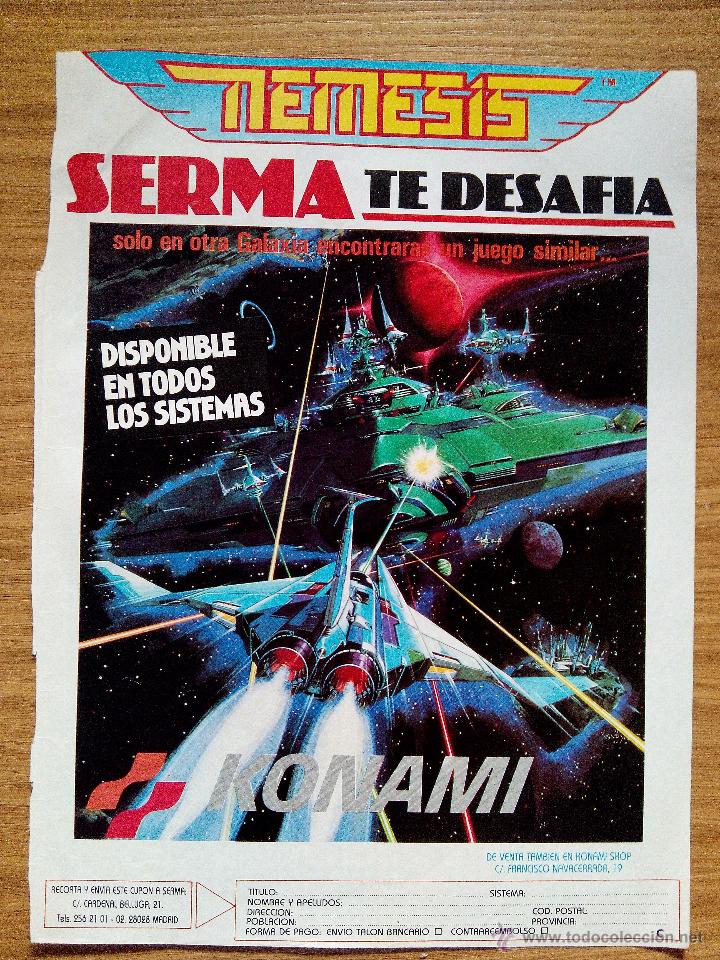 NEMESIS ™
SERMA TE DESAFIA
solo en otra Galaxia encontraras un juego similar...
DISPONIBLE
EN TODOS
LOS SISTEMAS
KONAMI
DE VENTA TAMBIEN EN KONAMI SHOP
C/. FRANCISCO NAVACERRADA, 19
RECORTA Y ENVIA ESTE CUPON A SERMA:
C/. CARDENAL BELLUGA, 21.
Tels. 256 21 01 - 02. 28028 MADRID
TITULO: SISTEMA:
NOMBRE Y APELLIDOS:
DIRECCION: COD. POSTAL:
POBLACION: PROVINCIA:
FORMA DE PAGO: ENVIO TALON BANCARIO □ CONTRAREEMBOLSO □
www.todocoleccion.net